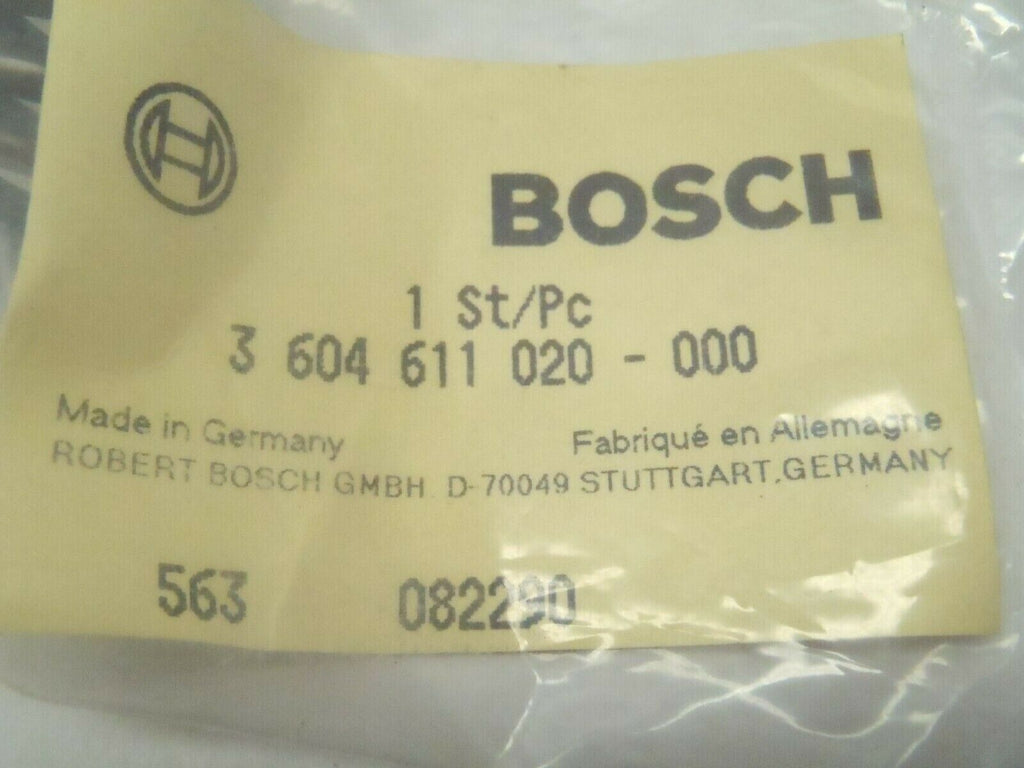 BOSCH
1 St/Pc
3 604 611 020 - 000
Made in Germany Fabriqué en Allemagne
ROBERT BOSCH GMBH. D-70049 STUTTGART,GERMANY
563 082290